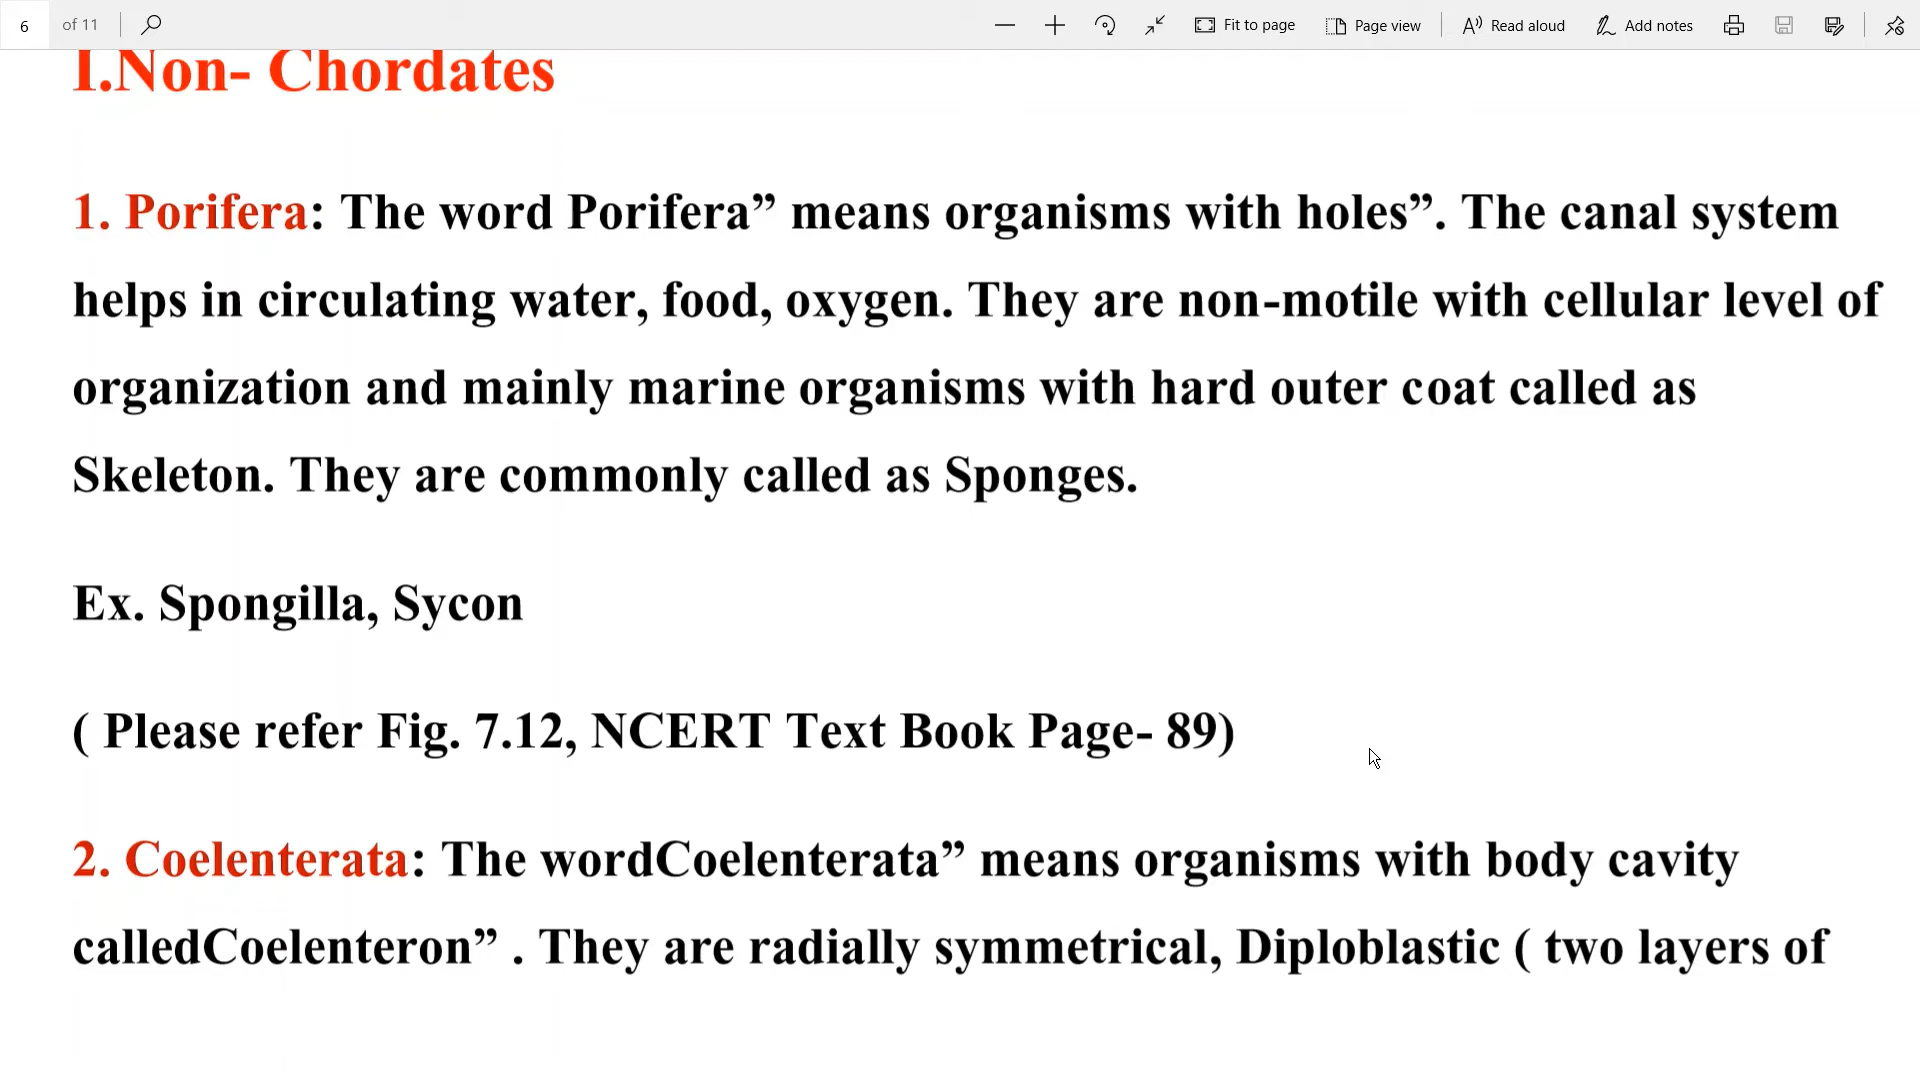 6 of 11 Fit to page Page view Read aloud Add notes
I.Non- Chordates
1. Porifera: The word Porifera” means organisms with holes”. The canal system
helps in circulating water, food, oxygen. They are non-motile with cellular level of
organization and mainly marine organisms with hard outer coat called as
Skeleton. They are commonly called as Sponges.
Ex. Spongilla, Sycon
( Please refer Fig. 7.12, NCERT Text Book Page- 89)
2. Coelenterata: The wordCoelenterata” means organisms with body cavity
calledCoelenteron” . They are radially symmetrical, Diploblastic ( two layers of